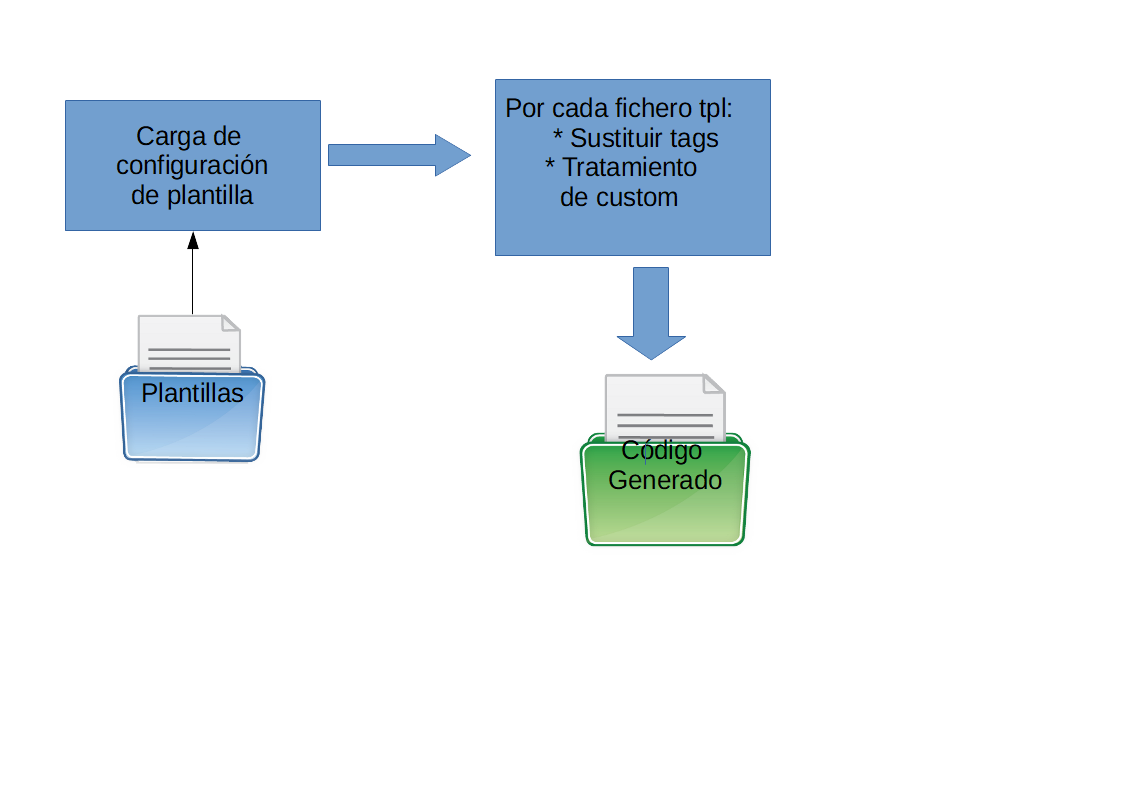 Carga de
configuración
de plantilla
Por cada fichero tpl:
* Sustituir tags
* Tratamiento
de custom
Plantillas
Código
Generado